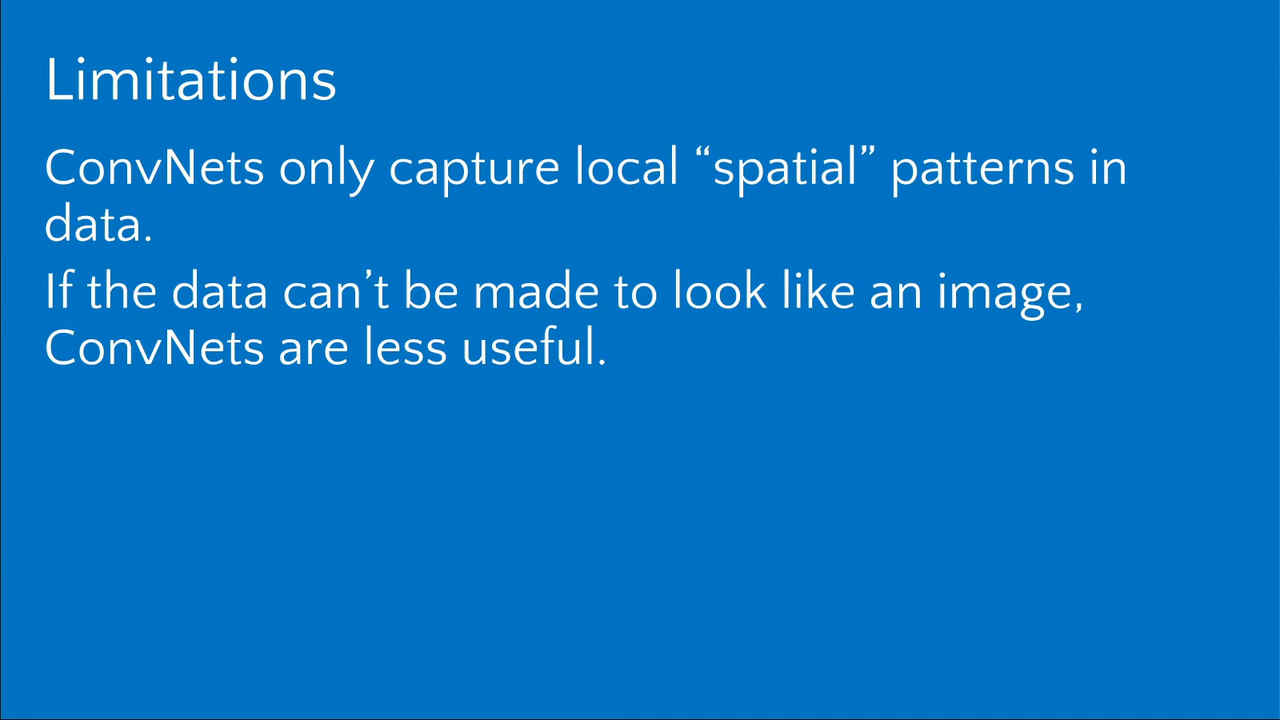 Limitations
ConvNets only capture local “spatial” patterns in
data.
If the data can’t be made to look like an image,
ConvNets are less useful.